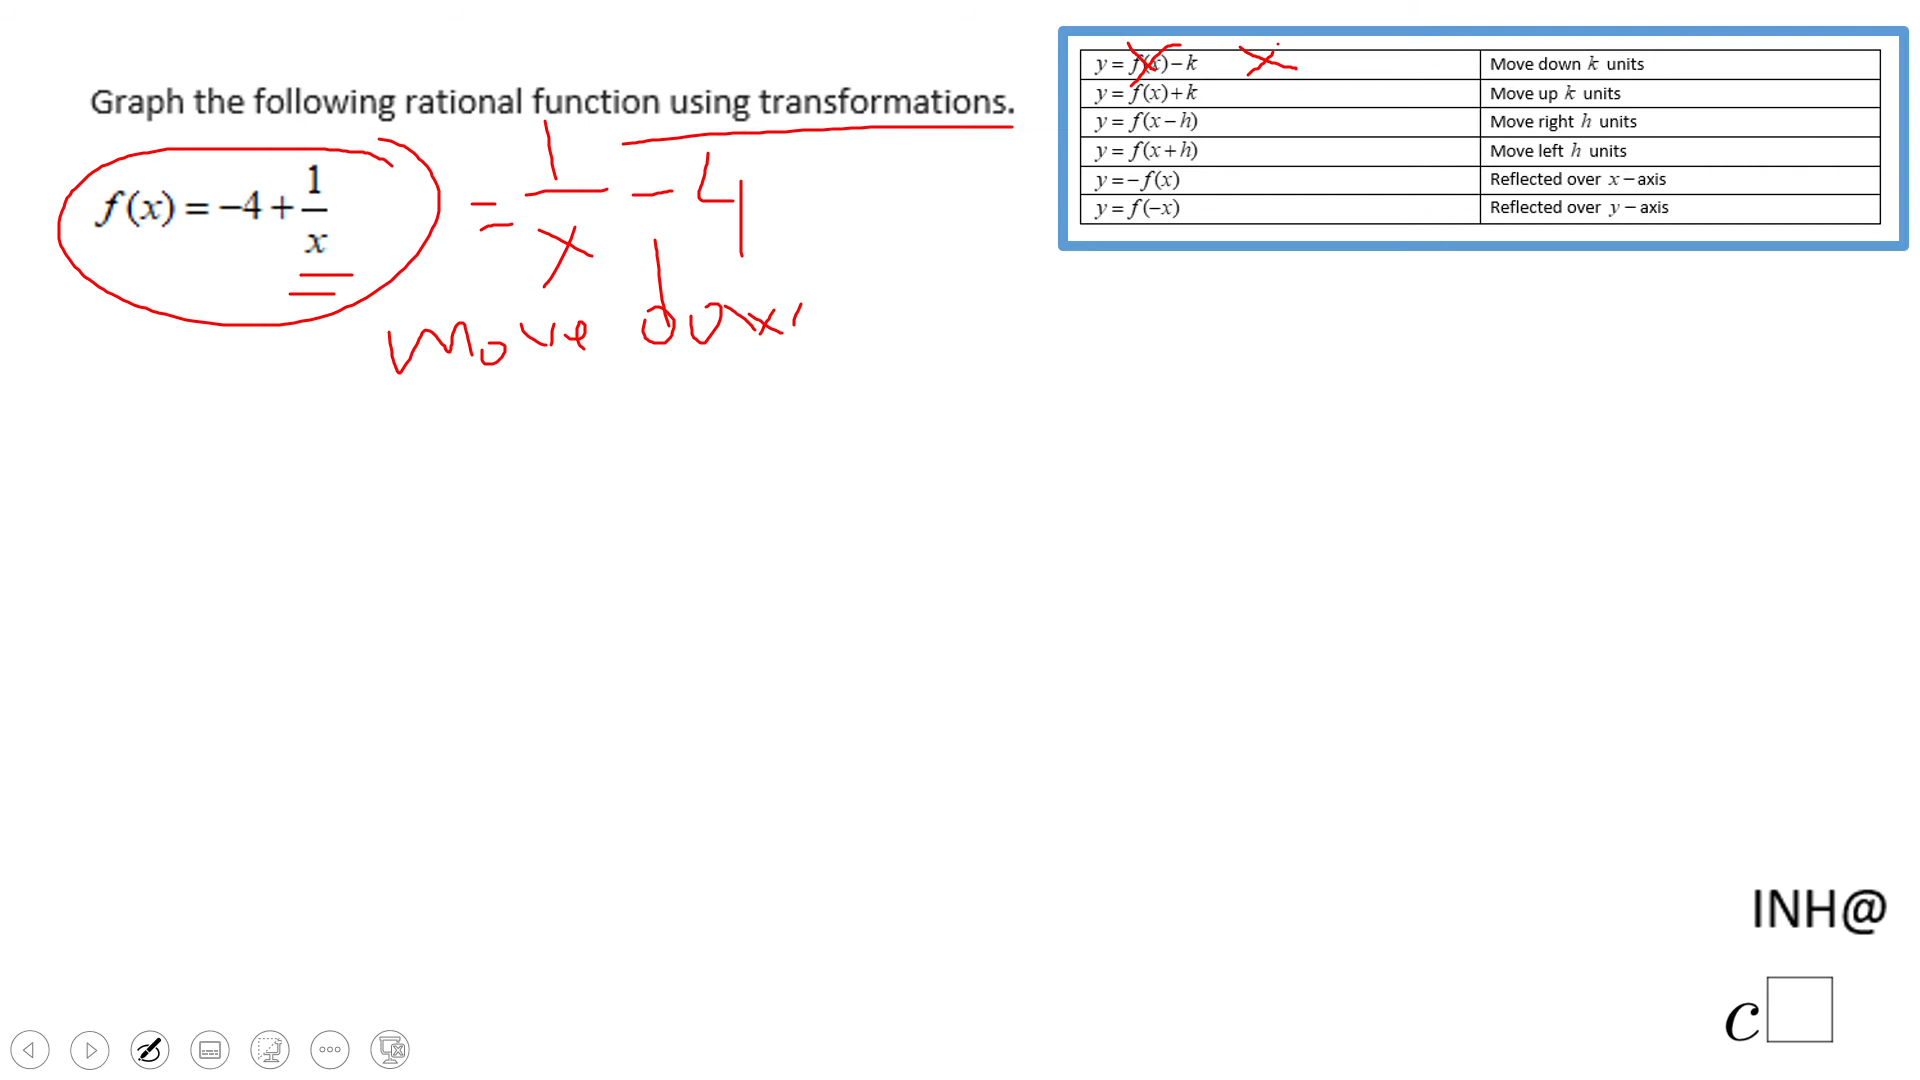 Graph the following rational function using transformations.
f(x) = −4 + 1/x
= 1/x − 4
Move down
y = f(x) − k Move down k units
y = f(x) + k Move up k units
y = f(x − h) Move right h units
y = f(x + h) Move left h units
y = −f(x) Reflected over x − axis
y = f(−x) Reflected over y − axis
INH@
c